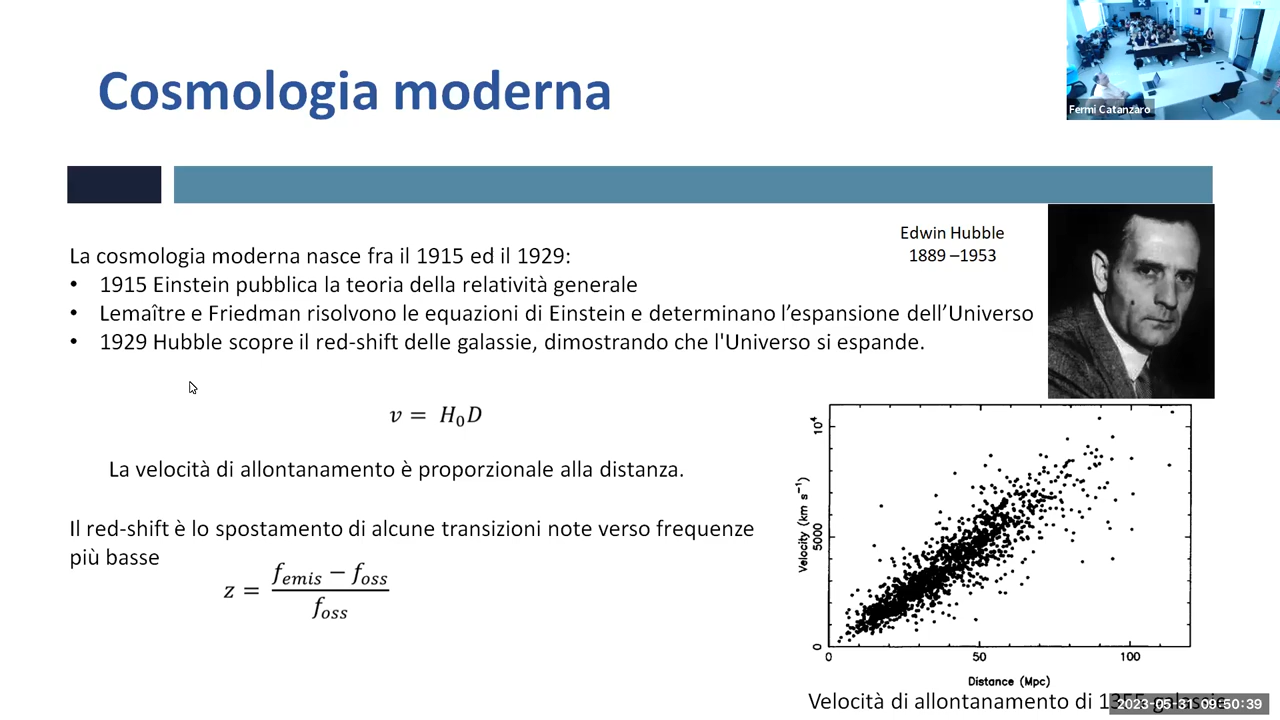 Cosmologia moderna
Fermi Catanzaro
Edwin Hubble
1889 –1953
La cosmologia moderna nasce fra il 1915 ed il 1929:
• 1915 Einstein pubblica la teoria della relatività generale
• Lemaître e Friedman risolvono le equazioni di Einstein e determinano l’espansione dell’Universo
• 1929 Hubble scopre il red-shift delle galassie, dimostrando che l'Universo si espande.
v = H₀D
La velocità di allontanamento è proporzionale alla distanza.
Il red-shift è lo spostamento di alcune transizioni note verso frequenze
più basse
z = (f_emis − f_oss) / f_oss
Velocity (km s⁻¹)
10⁴
5000
0
0 50 100
Distance (Mpc)
Velocità di allontanamento di 1355 galassie
2023-05-31 09:50:39